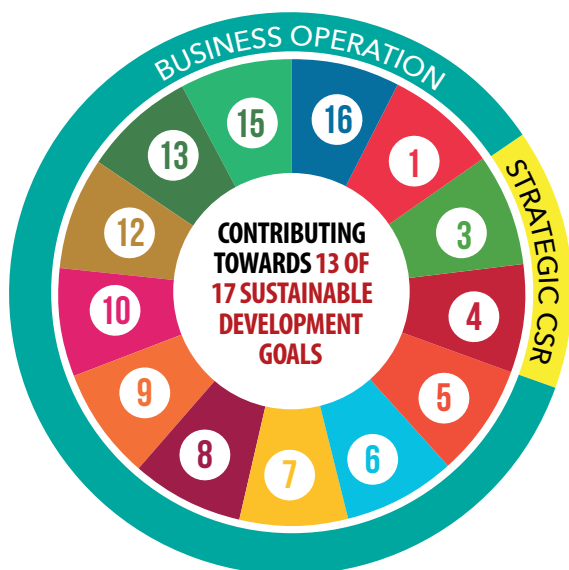 BUSINESS OPERATION
STRATEGIC CSR
16
1
3
4
5
6
7
8
9
10
12
13
15
CONTRIBUTING
TOWARDS 13 OF
17 SUSTAINABLE
DEVELOPMENT
GOALS